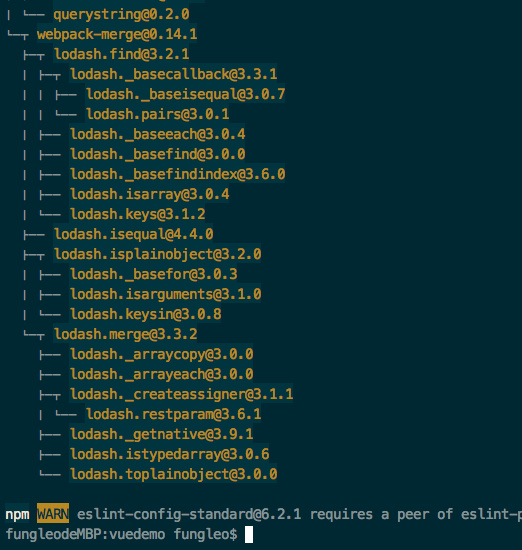 | └── querystring@0.2.0
└─┬ webpack-merge@0.14.1
  ├─┬ lodash.find@3.2.1
  | ├─┬ lodash._basecallback@3.3.1
  | | ├── lodash._baseisequal@3.0.7
  | | └── lodash.pairs@3.0.1
  | ├── lodash._baseeach@3.0.4
  | ├── lodash._basefind@3.0.0
  | ├── lodash._basefindindex@3.6.0
  | ├── lodash.isarray@3.0.4
  | └── lodash.keys@3.1.2
  ├── lodash.isequal@4.4.0
  ├─┬ lodash.isplainobject@3.2.0
  | ├── lodash._basefor@3.0.3
  | ├── lodash.isarguments@3.1.0
  | └── lodash.keysin@3.0.8
  └─┬ lodash.merge@3.3.2
    ├── lodash._arraycopy@3.0.0
    ├── lodash._arrayeach@3.0.0
    ├─┬ lodash._createassigner@3.1.1
    | └── lodash.restparam@3.6.1
    ├── lodash._getnative@3.9.1
    ├── lodash.istypedarray@3.0.6
    └── lodash.toplainobject@3.0.0
npm WARN eslint-config-standard@6.2.1 requires a peer of eslint-p
fungleodeMBP:vuedemo fungleo$